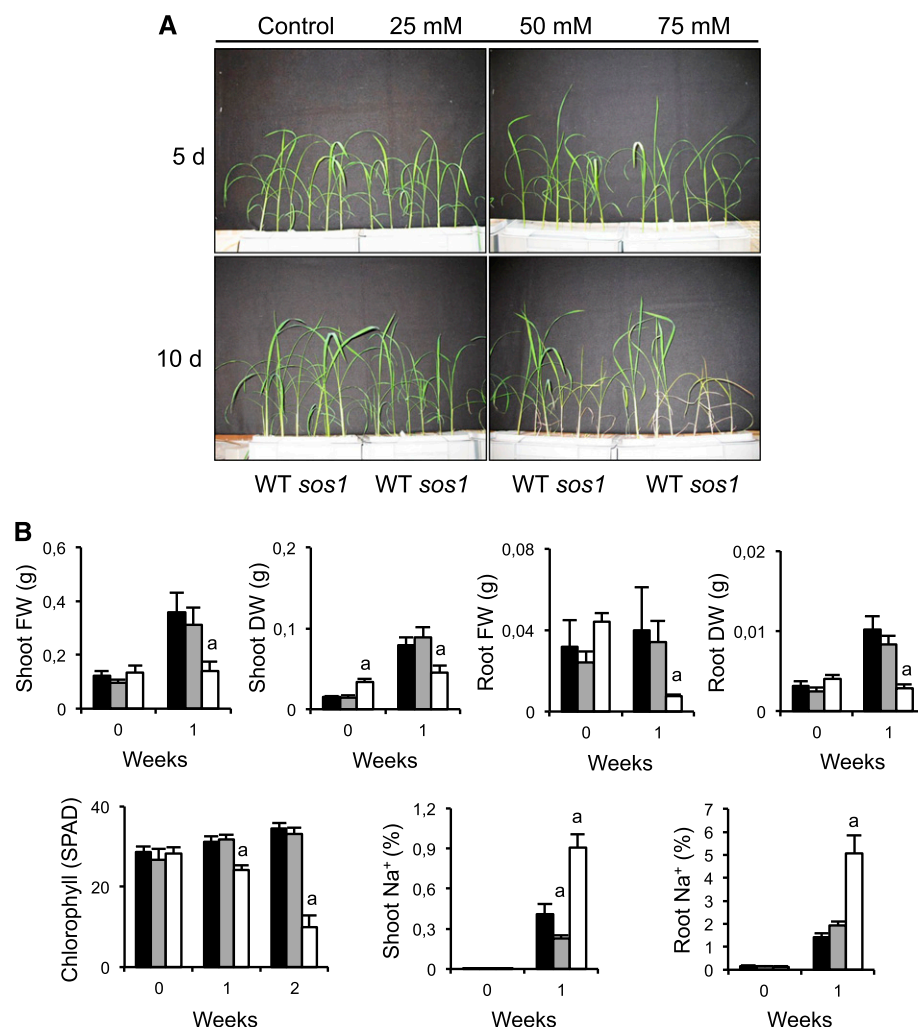 A
Control 25 mM 50 mM 75 mM
5 d
10 d
WT sos1 WT sos1 WT sos1 WT sos1
B
Shoot FW (g)
0,6
0,4
0,2
0
a
0 1
Weeks
Shoot DW (g)
0,2
0,1
0
a
a
0 1
Weeks
Root FW (g)
0,08
0,04
0
a
0 1
Weeks
Root DW (g)
0,02
0,01
0
a
0 1
Weeks
Chlorophyll (SPAD)
40
20
0
a
a
0 1 2
Weeks
Shoot Na⁺ (%)
1,2
0,9
0,6
0,3
0
a
a
0 1
Weeks
Root Na⁺ (%)
7
6
5
4
3
2
1
0
a
0 1
Weeks